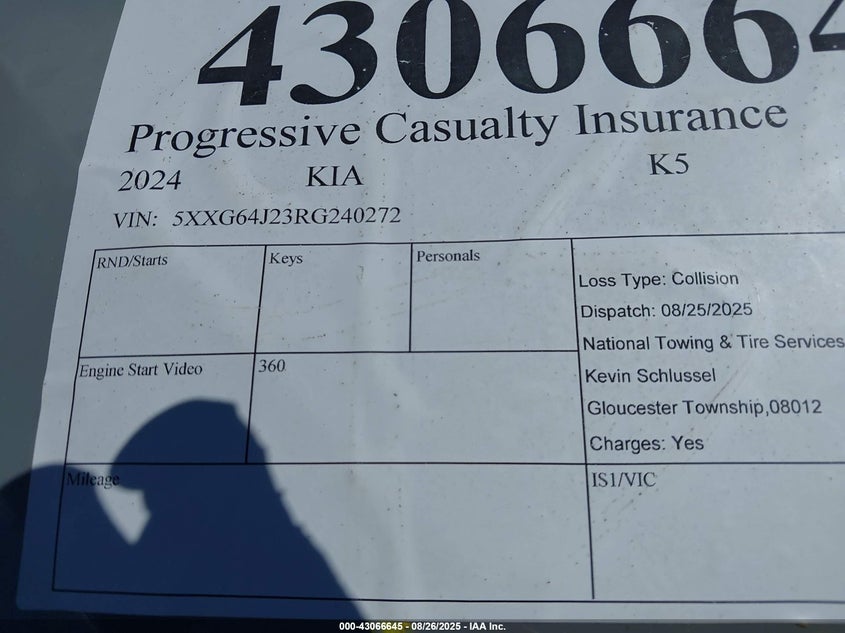 4306664
Progressive Casualty Insurance
2024 KIA K5
VIN: 5XXG64J23RG240272
RND/Starts Keys Personals
Loss Type: Collision
Dispatch: 08/25/2025
National Towing & Tire Services
Engine Start Video 360
Kevin Schlussel
Gloucester Township,08012
Charges: Yes
Mileage IS1/VIC
000-43066645 - 08/26/2025 - IAA Inc.